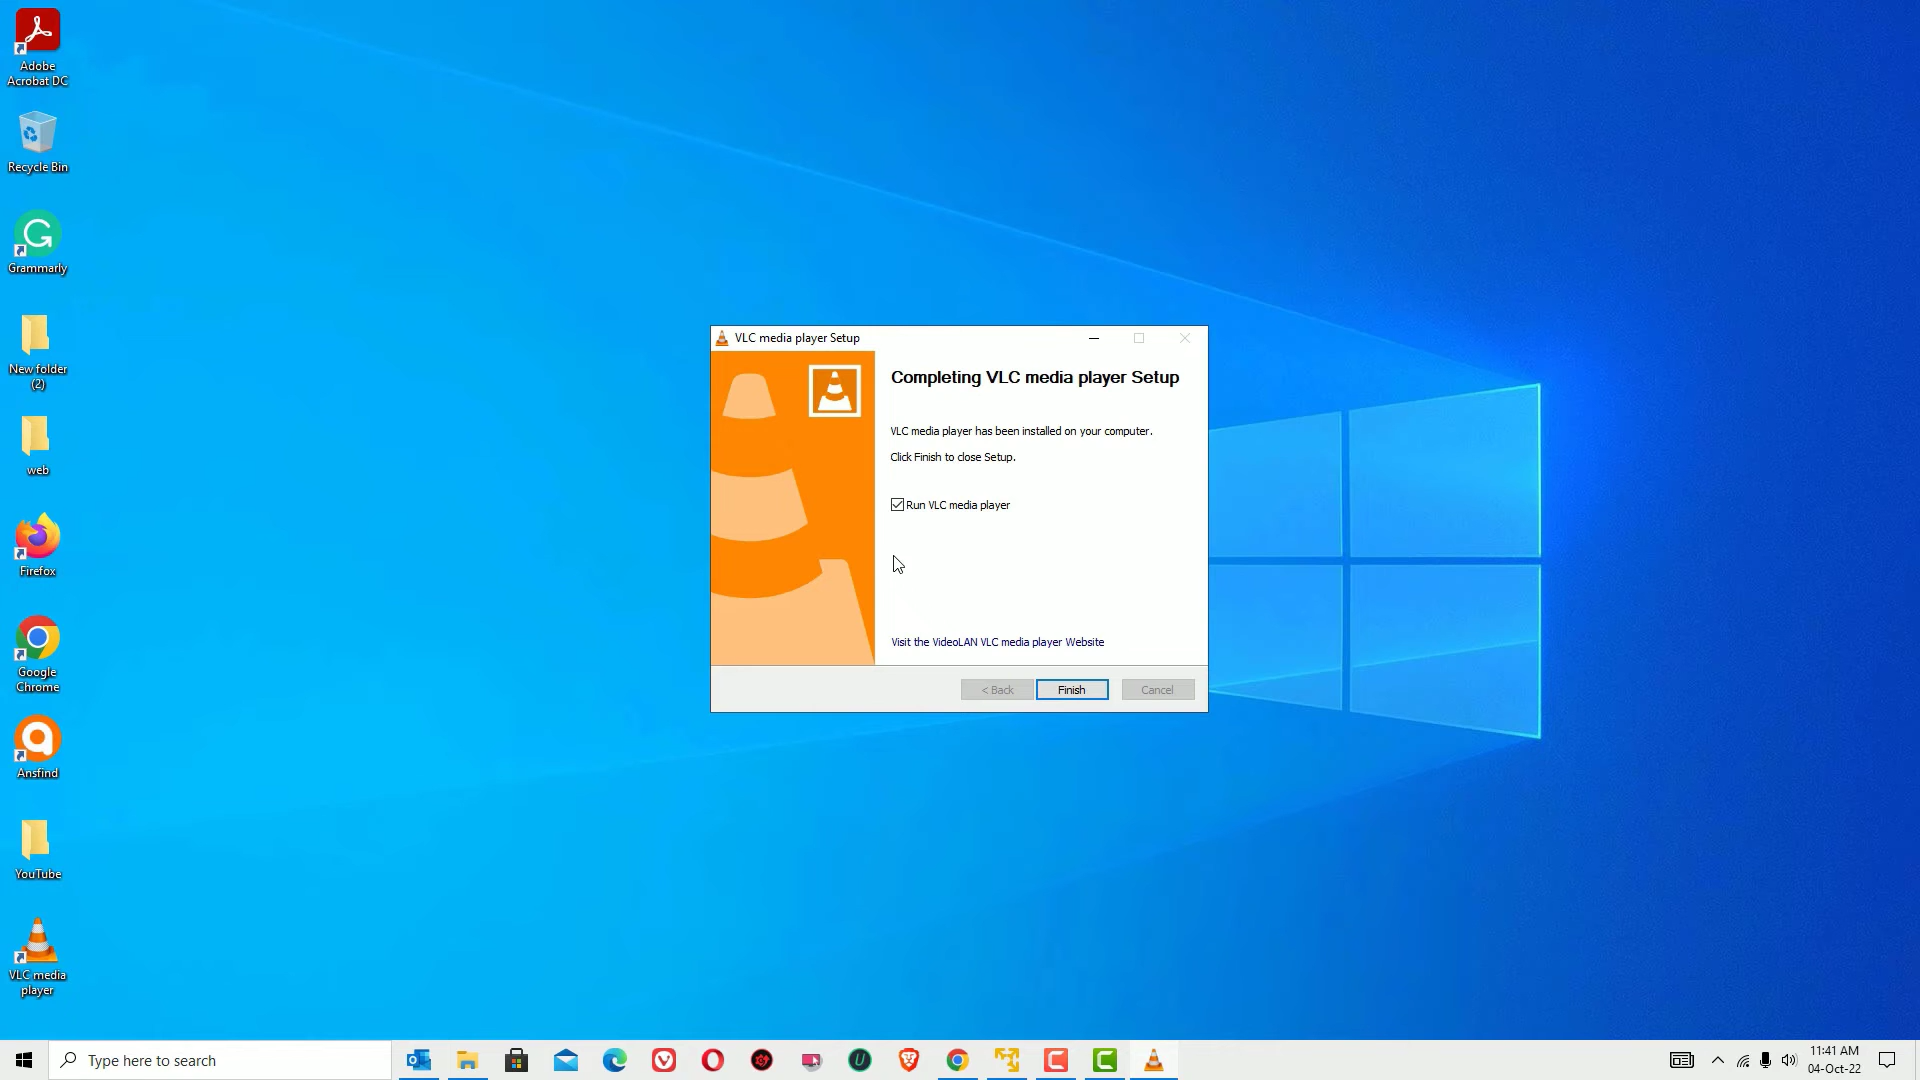 Adobe
Acrobat DC
Recycle Bin
Grammarly
New folder
(2)
web
Firefox
Google
Chrome
Ansfind
YouTube
VLC media
player
VLC media player Setup
Completing VLC media player Setup
VLC media player has been installed on your computer.
Click Finish to close Setup.
Run VLC media player
Visit the VideoLAN VLC media player Website
< Back
Finish
Cancel
Type here to search
11:41 AM
04-Oct-22